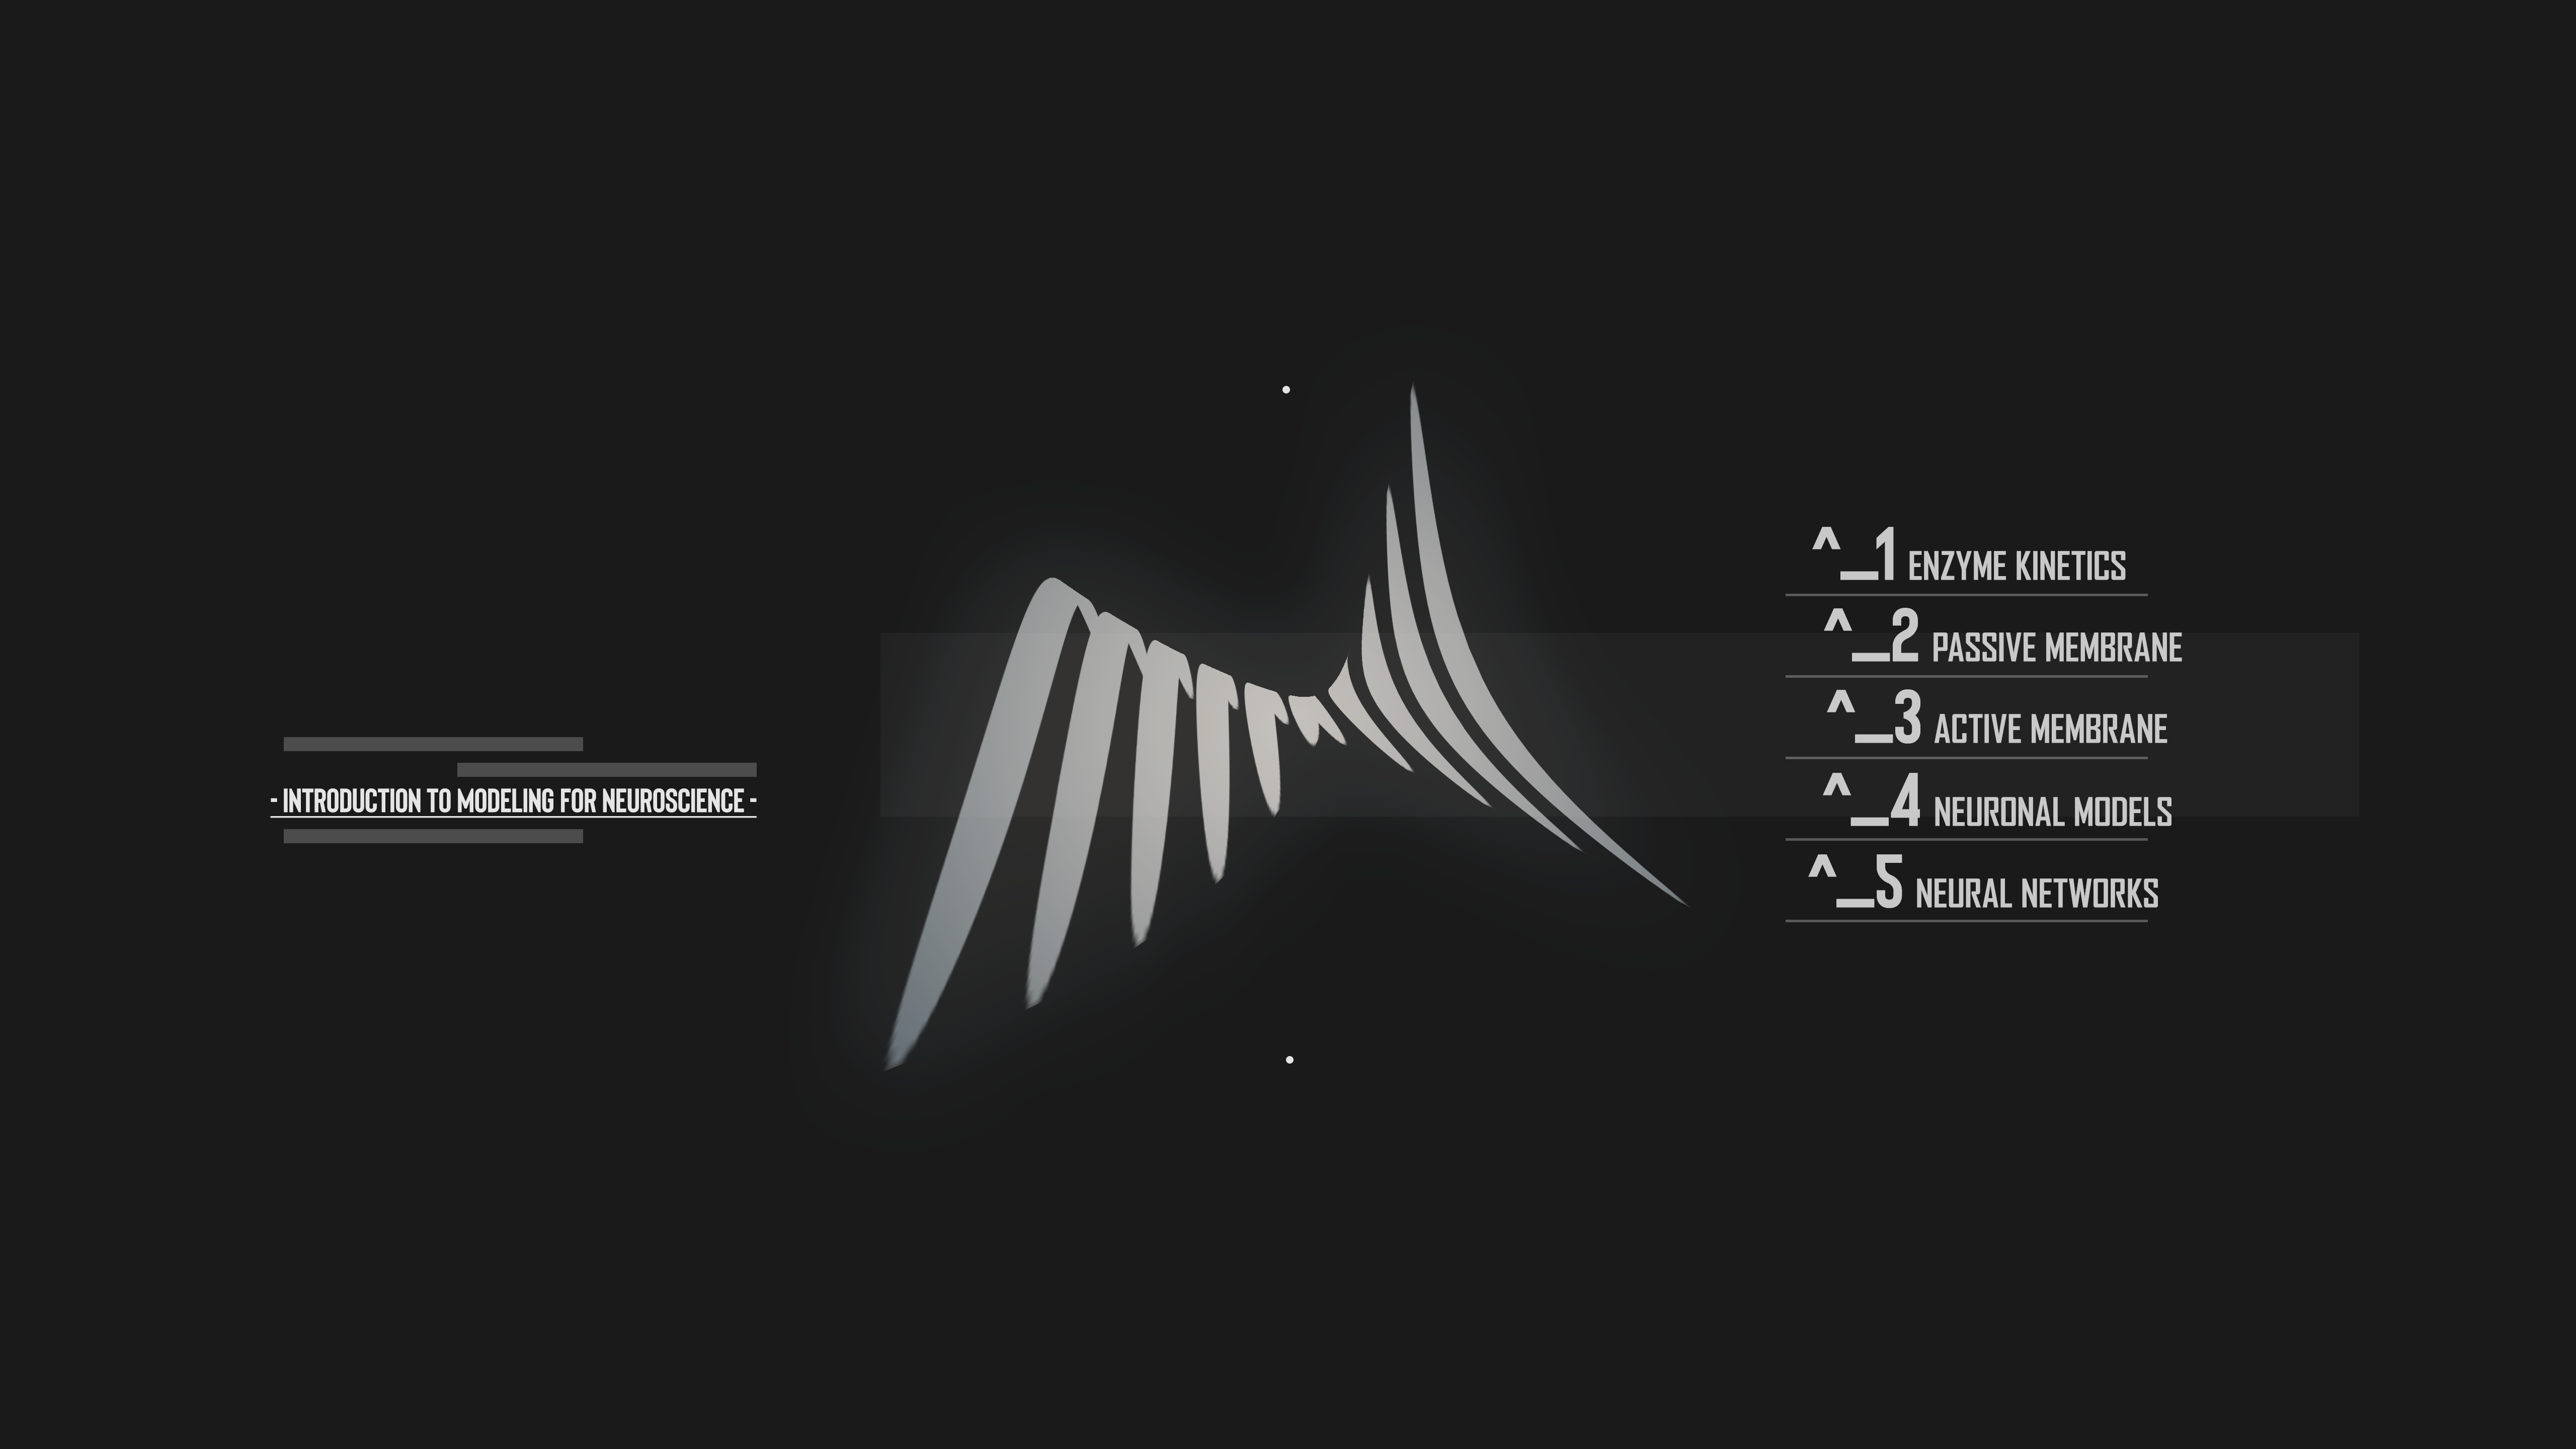 - INTRODUCTION TO MODELING FOR NEUROSCIENCE -
^_1 ENZYME KINETICS
^_2 PASSIVE MEMBRANE
^_3 ACTIVE MEMBRANE
^_4 NEURONAL MODELS
^_5 NEURAL NETWORKS